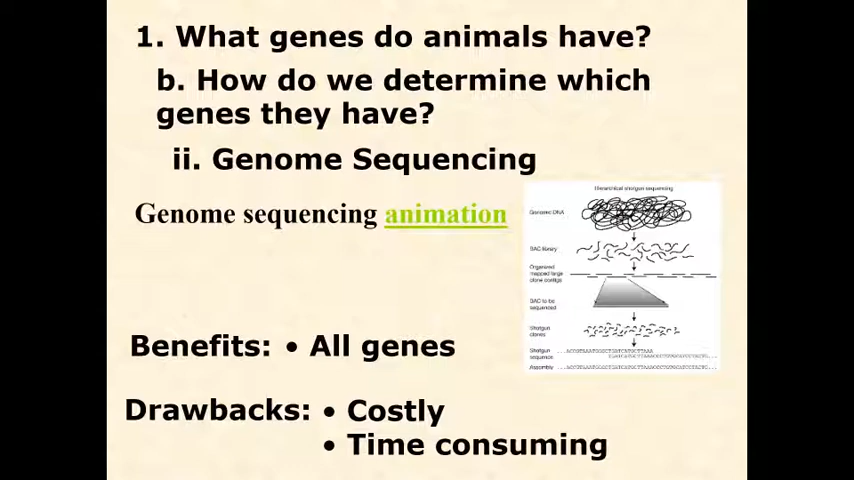 1. What genes do animals have?
b. How do we determine which
genes they have?
ii. Genome Sequencing
Genome sequencing animation
Hierarchical shotgun sequencing
Genomic DNA
BAC library
Organized
mapped large
clone contigs
BAC to be
sequenced
Shotgun
clones
Shotgun
sequence
Assembly
Benefits: • All genes
Drawbacks: • Costly
• Time consuming